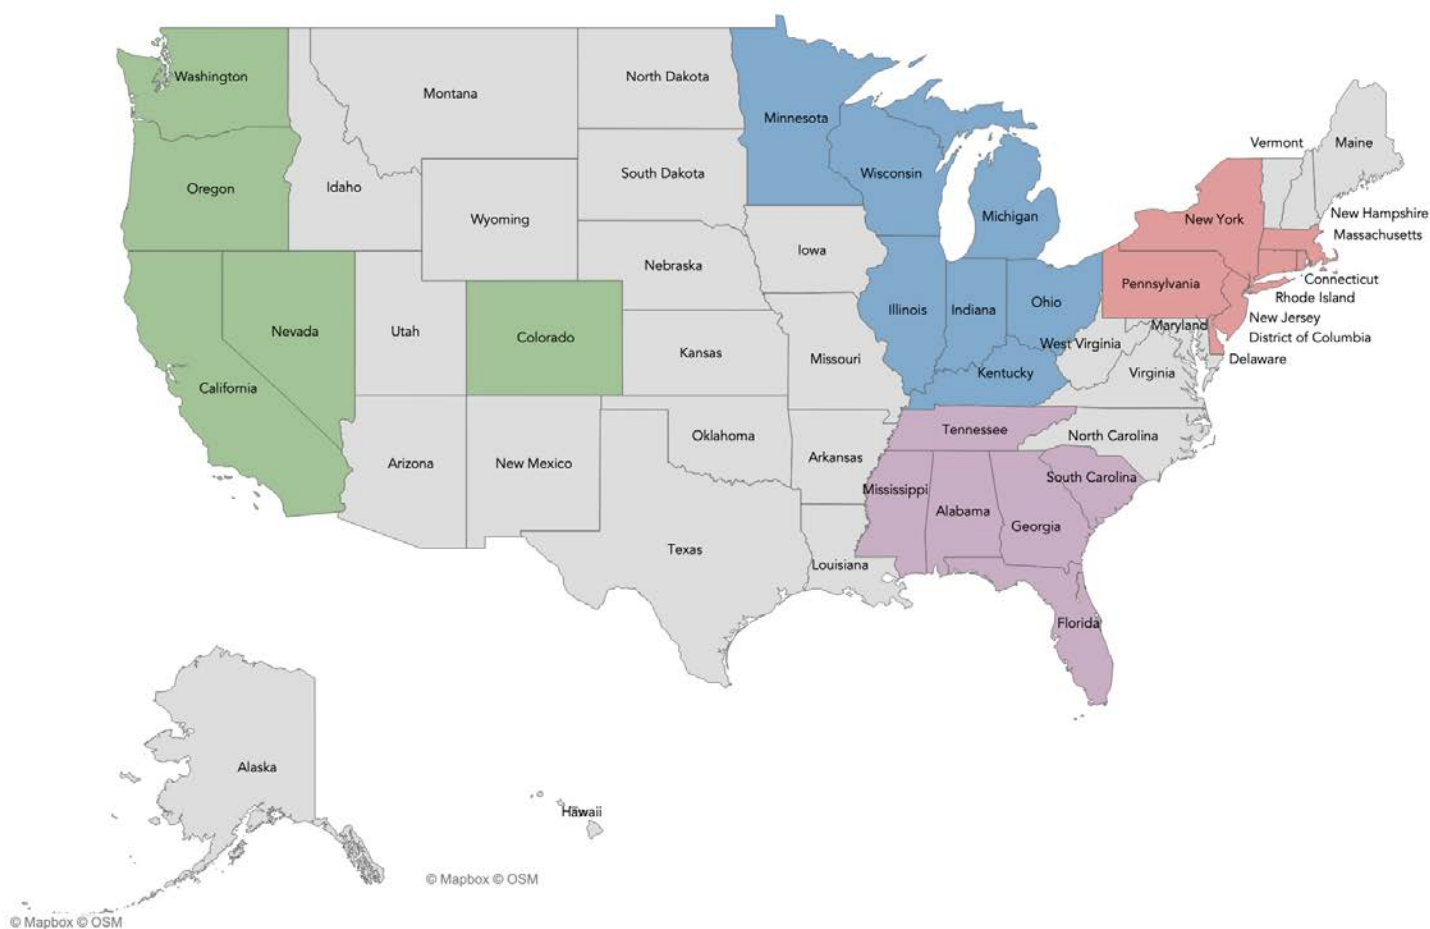 Washington
Montana
North Dakota
Minnesota
Vermont
Maine
Oregon
Idaho
South Dakota
Wisconsin
Wyoming
Michigan
New York
New Hampshire
Massachusetts
Iowa
Nebraska
Connecticut
Pennsylvania
Rhode Island
Illinois
Indiana
Ohio
New Jersey
Nevada
Utah
Colorado
Maryland
District of Columbia
West Virginia
Kansas
Missouri
Delaware
California
Kentucky
Virginia
Tennessee
North Carolina
Oklahoma
Arkansas
Arizona
New Mexico
South Carolina
Mississippi
Alabama
Georgia
Texas
Louisiana
Florida
Alaska
Hawaii
© Mapbox © OSM
© Mapbox © OSM